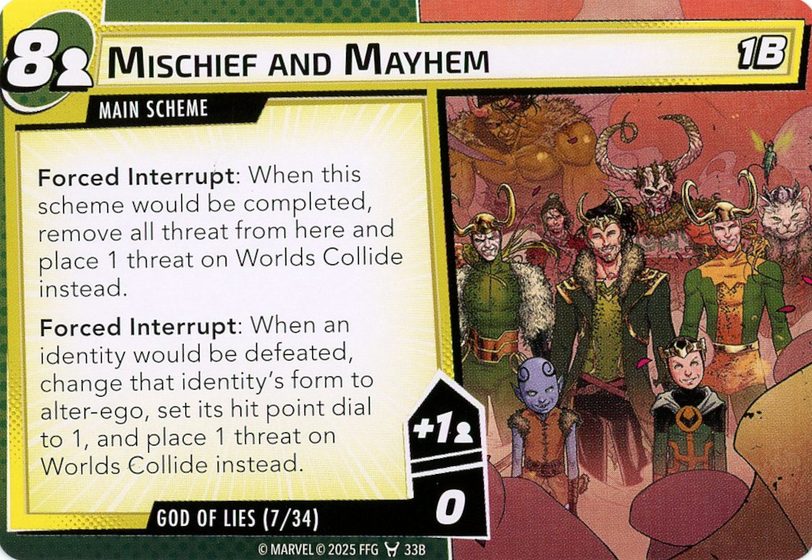 8
MISCHIEF AND MAYHEM
1B
MAIN SCHEME
Forced Interrupt: When this
scheme would be completed,
remove all threat from here and
place 1 threat on Worlds Collide
instead.
Forced Interrupt: When an
identity would be defeated,
change that identity's form to
alter-ego, set its hit point dial
to 1, and place 1 threat on
Worlds Collide instead.
+1
0
GOD OF LIES (7/34)
© MARVEL © 2025 FFG 33B